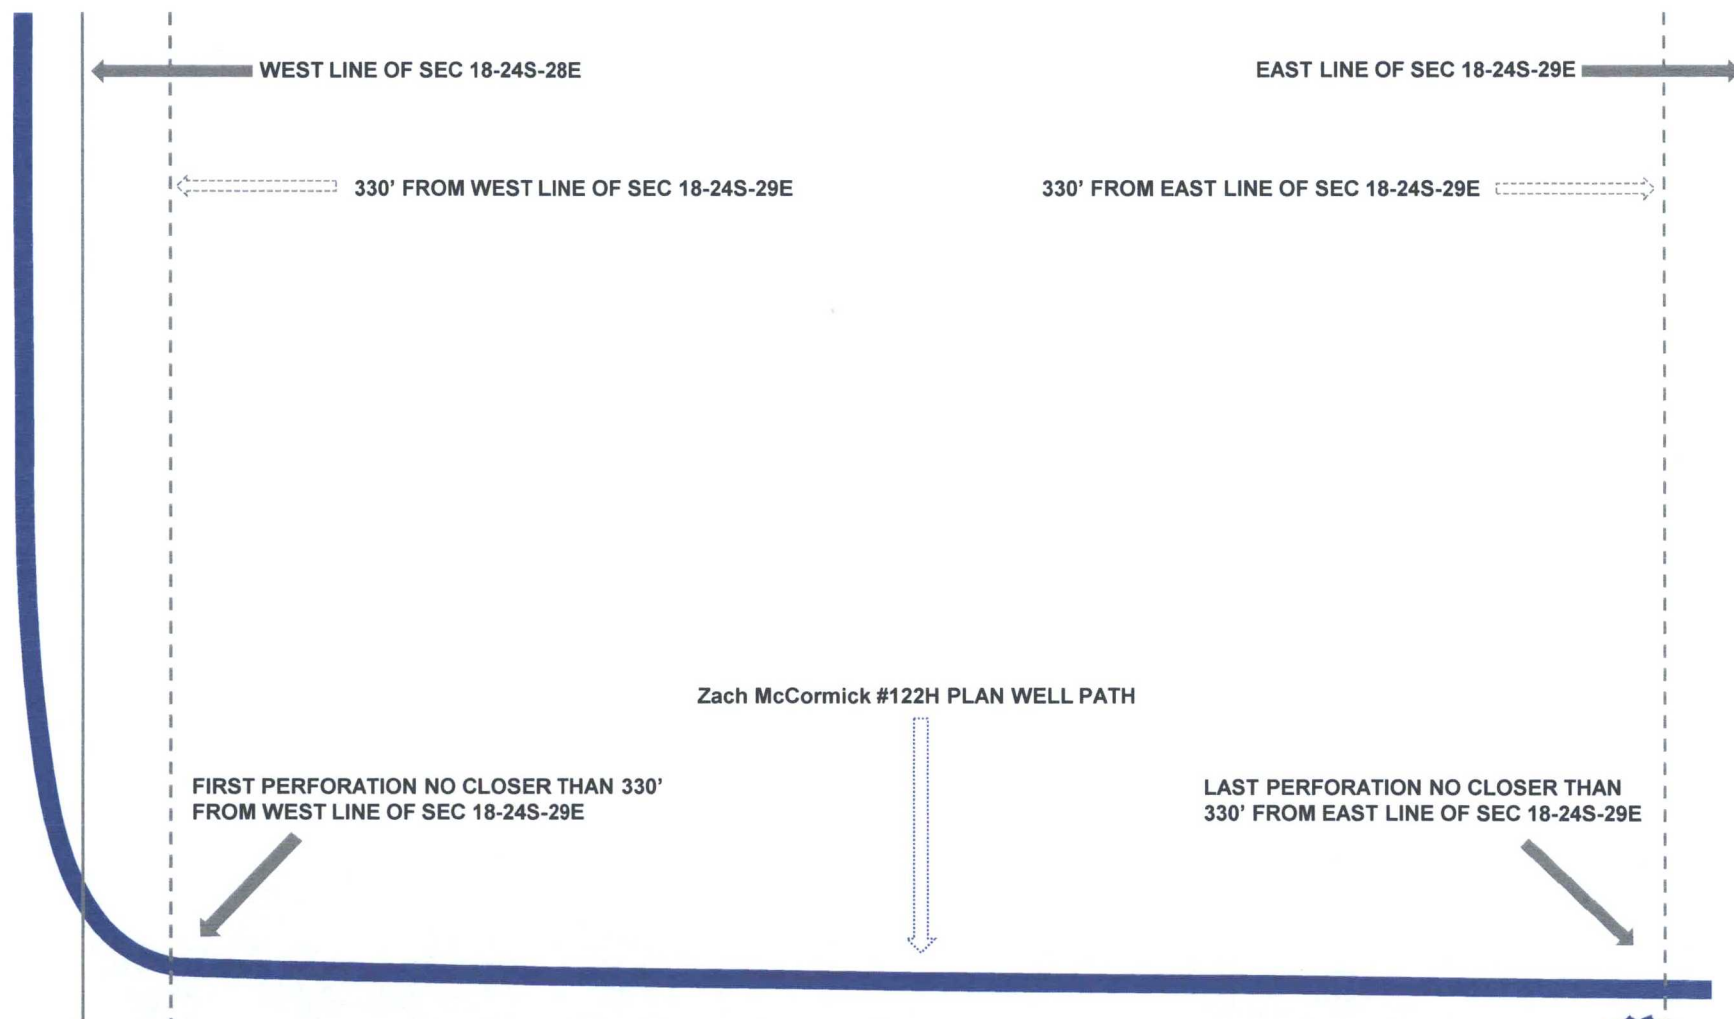 WEST LINE OF SEC 18-24S-28E
EAST LINE OF SEC 18-24S-29E
330' FROM WEST LINE OF SEC 18-24S-29E
330' FROM EAST LINE OF SEC 18-24S-29E
Zach McCormick #122H PLAN WELL PATH
FIRST PERFORATION NO CLOSER THAN 330'
FROM WEST LINE OF SEC 18-24S-29E
LAST PERFORATION NO CLOSER THAN
330' FROM EAST LINE OF SEC 18-24S-29E